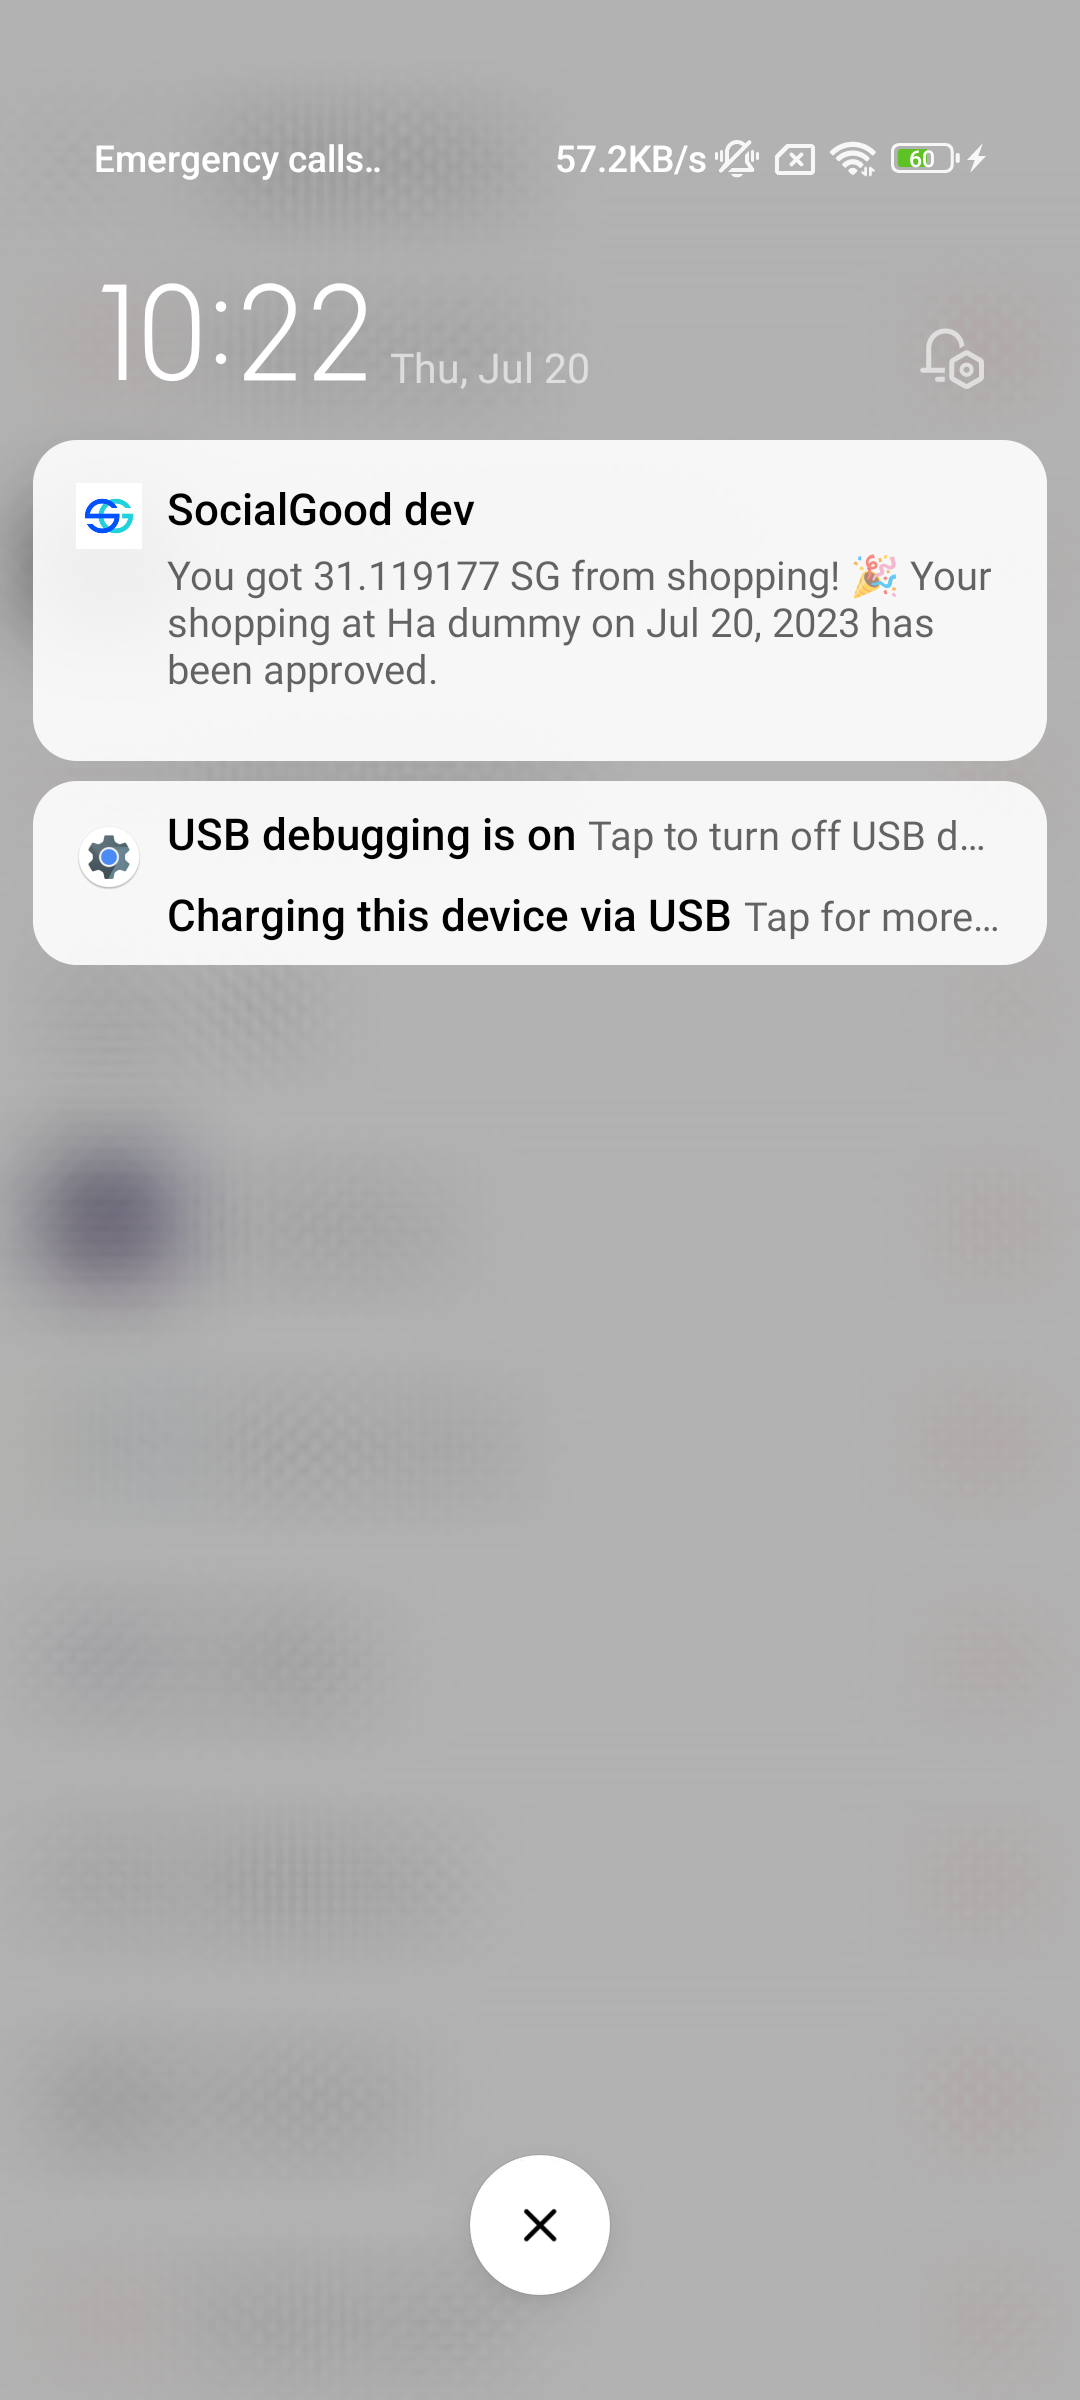 Emergency calls..
57.2KB/s
60
10:22 Thu, Jul 20
SocialGood dev
You got 31.119177 SG from shopping! 🎉 Your
shopping at Ha dummy on Jul 20, 2023 has
been approved.
USB debugging is on Tap to turn off USB d...
Charging this device via USB Tap for more...